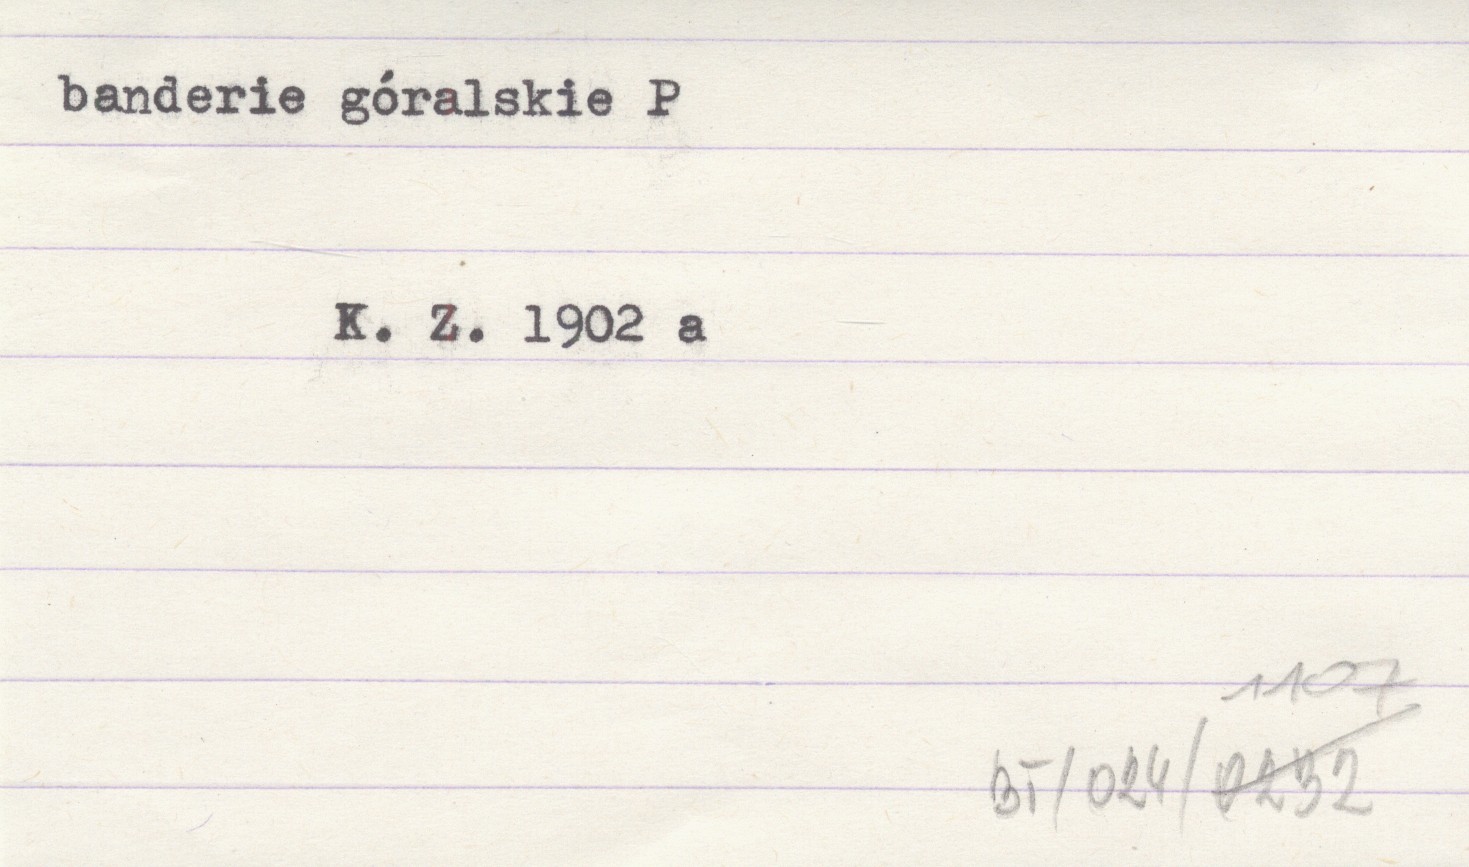 banderie góralskie P
K. Z. 1902 a
1107
BT/024/0232